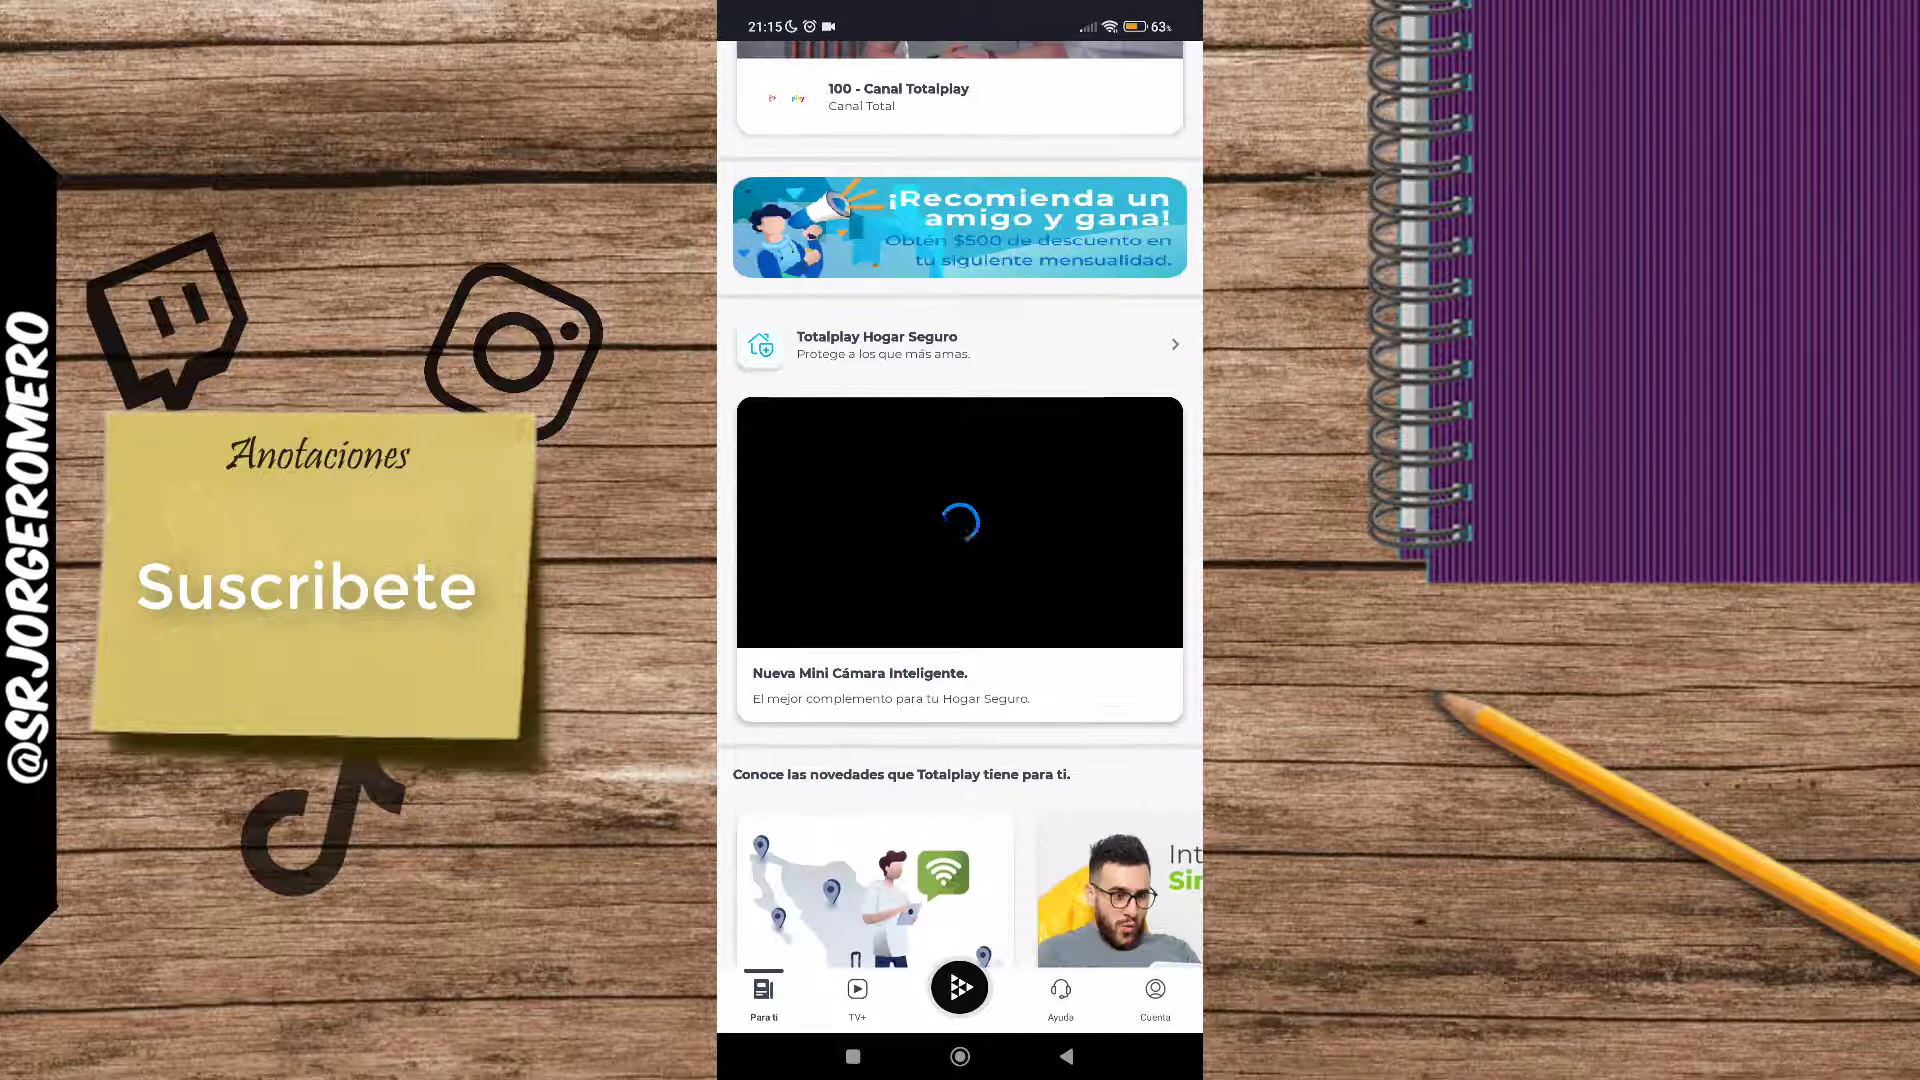 @SRJORGEROMERO
Anotaciones
Suscribete
21:15
63%
100 - Canal Totalplay
Canal Total
play
¡Recomienda un
amigo y gana!
Obtén $500 de descuento en
tu siguiente mensualidad.
Totalplay Hogar Seguro
Protege a los que más amas.
Nueva Mini Cámara Inteligente.
El mejor complemento para tu Hogar Seguro.
Conoce las novedades que Totalplay tiene para ti.
Int
Sir
Para ti
TV+
Ayuda
Cuenta